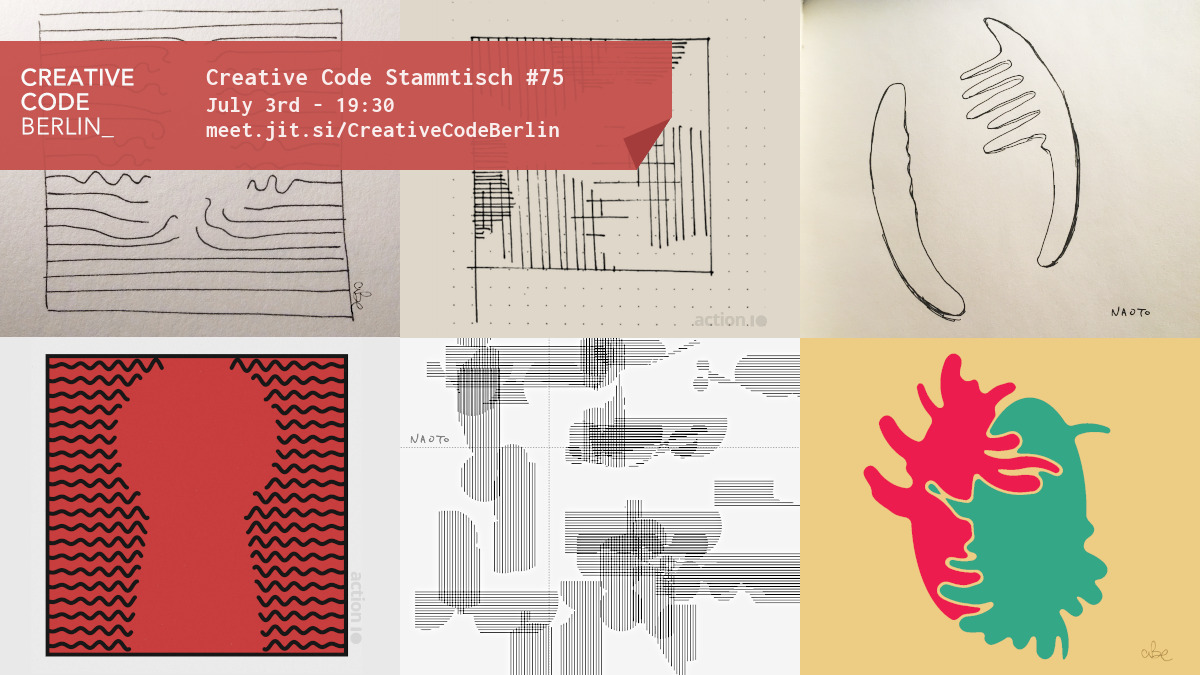 CREATIVE
CODE
BERLIN_
Creative Code Stammtisch #75
July 3rd - 19:30
meet.jit.si/CreativeCodeBerlin
abe
action IO
NAOTO
NAOTO
action IO
abe